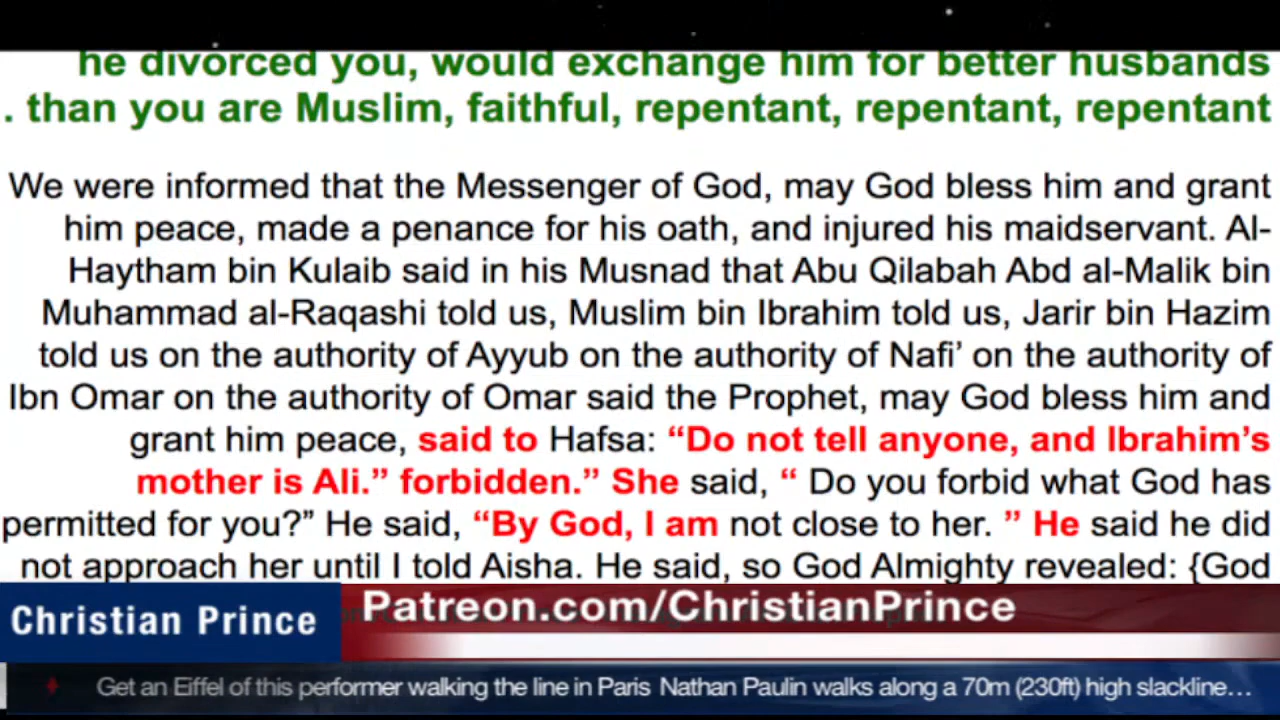 he divorced you, would exchange him for better husbands
. than you are Muslim, faithful, repentant, repentant, repentant
We were informed that the Messenger of God, may God bless him and grant
him peace, made a penance for his oath, and injured his maidservant. Al-
Haytham bin Kulaib said in his Musnad that Abu Qilabah Abd al-Malik bin
Muhammad al-Raqashi told us, Muslim bin Ibrahim told us, Jarir bin Hazim
told us on the authority of Ayyub on the authority of Nafi’ on the authority of
Ibn Omar on the authority of Omar said the Prophet, may God bless him and
grant him peace, said to Hafsa: “Do not tell anyone, and Ibrahim’s
mother is Ali.” forbidden.” She said, “ Do you forbid what God has
permitted for you?” He said, “By God, I am not close to her. ” He said he did
not approach her until I told Aisha. He said, so God Almighty revealed: {God
Christian Prince
Patreon.com/ChristianPrince
Get an Eiffel of this performer walking the line in Paris Nathan Paulin walks along a 70m (230ft) high slackline…